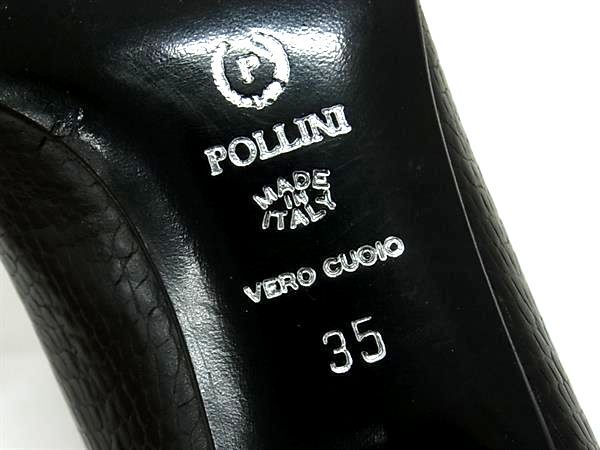 P
POLLINI
MADE
IN
ITALY
VERO CUOIO
35